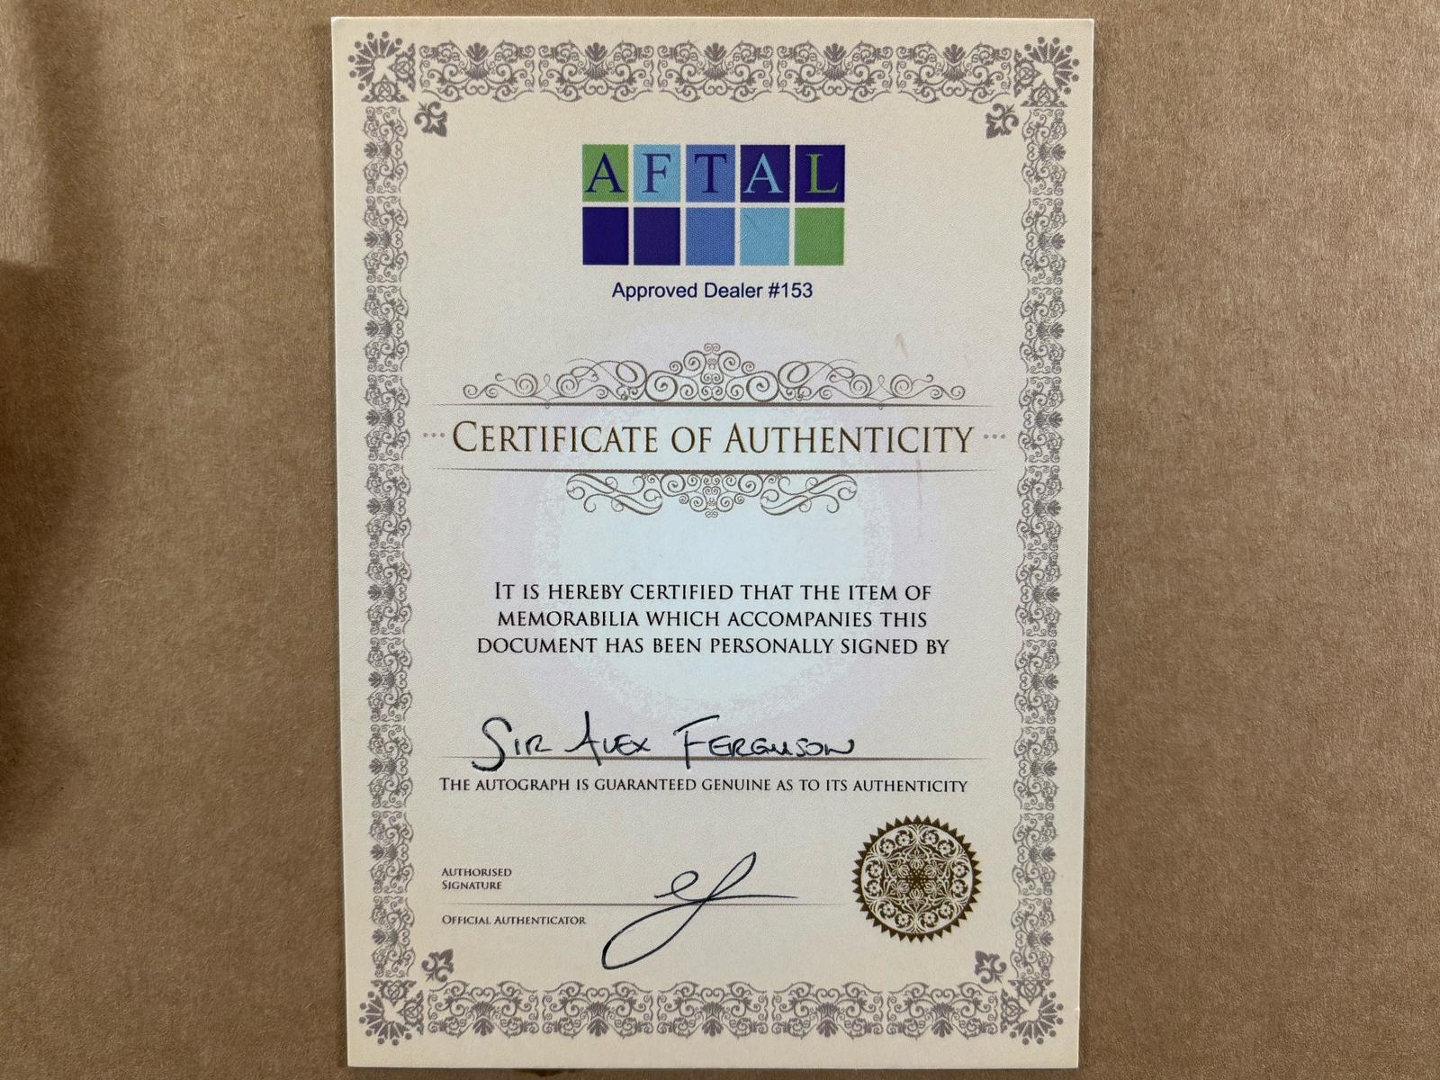 AFTAL
Approved Dealer #153
CERTIFICATE OF AUTHENTICITY
IT IS HEREBY CERTIFIED THAT THE ITEM OF
MEMORABILIA WHICH ACCOMPANIES THIS
DOCUMENT HAS BEEN PERSONALLY SIGNED BY
SIR ALEX FERGUSON
THE AUTOGRAPH IS GUARANTEED GENUINE AS TO ITS AUTHENTICITY
AUTHORISED
SIGNATURE
OFFICIAL AUTHENTICATOR